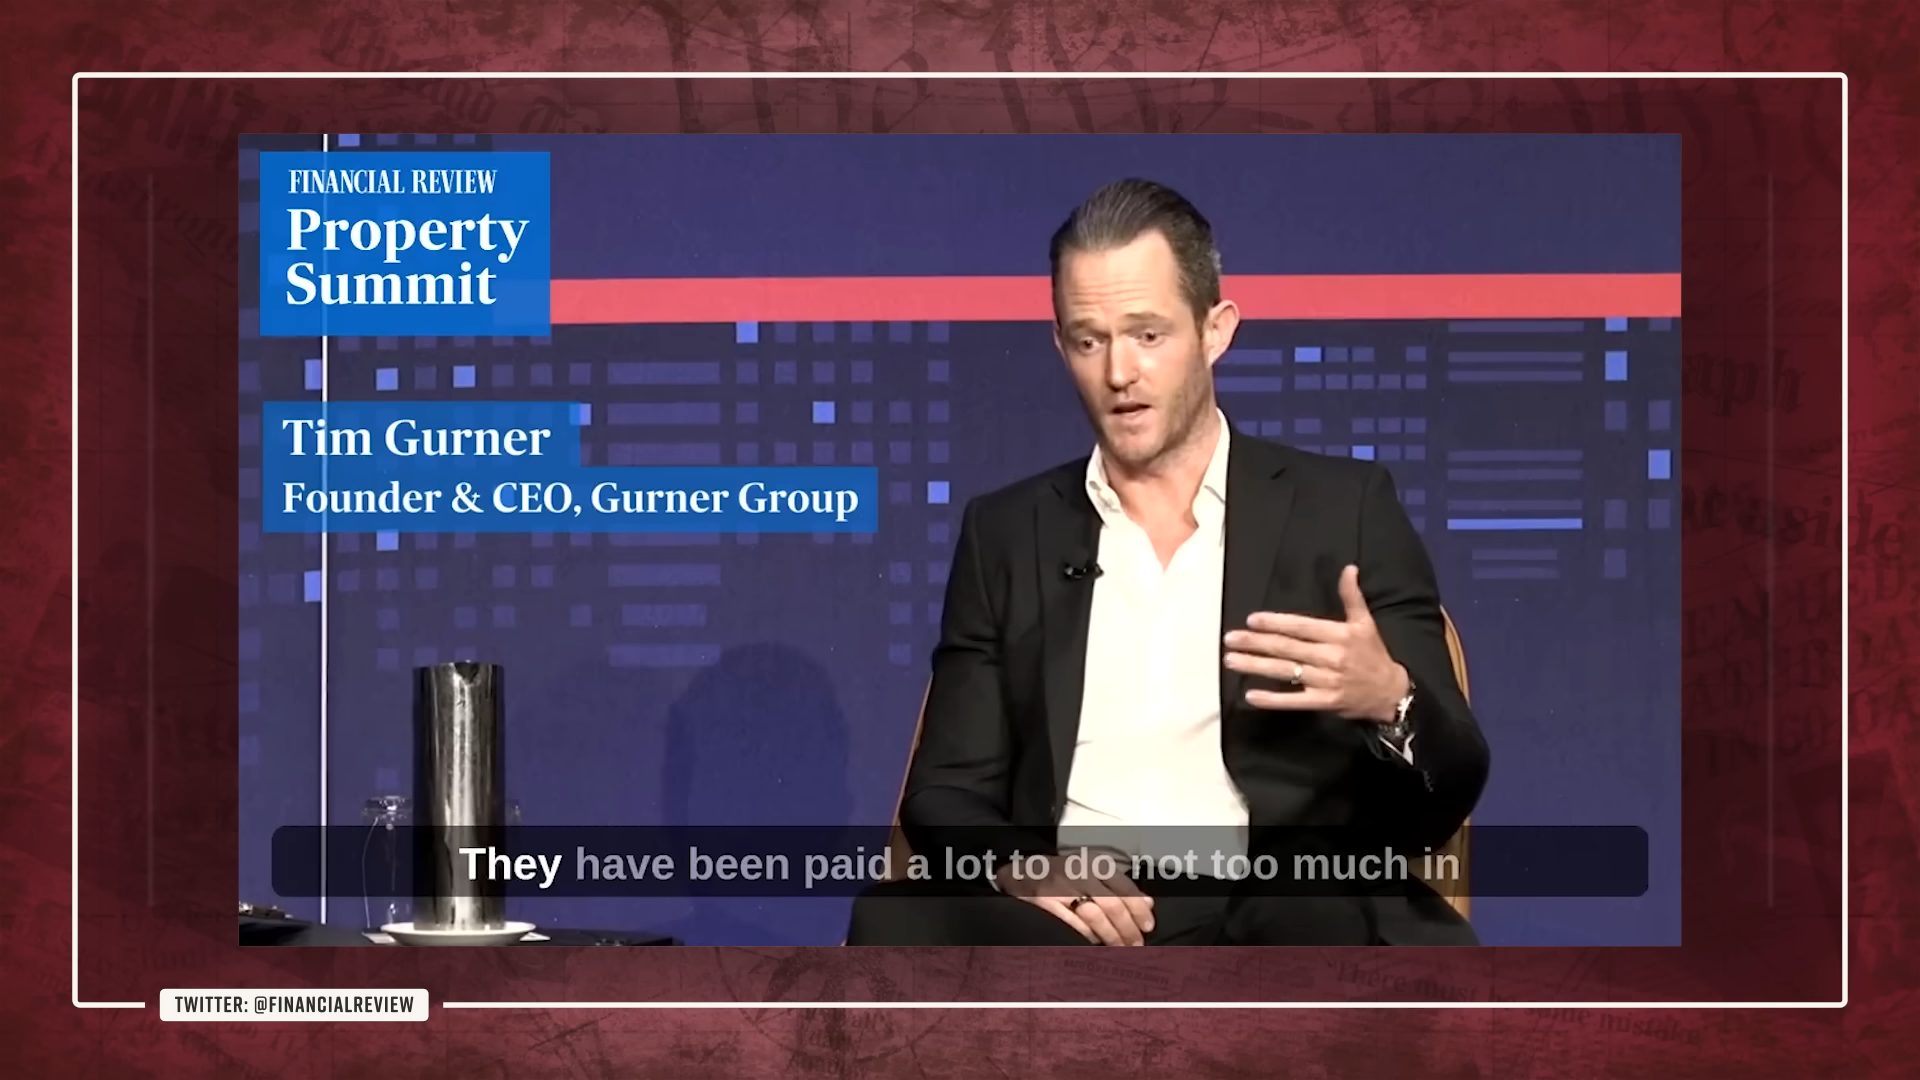 FINANCIAL REVIEW
Property
Summit
Tim Gurner
Founder & CEO, Gurner Group
They have been paid a lot to do not too much in
TWITTER: @FINANCIALREVIEW